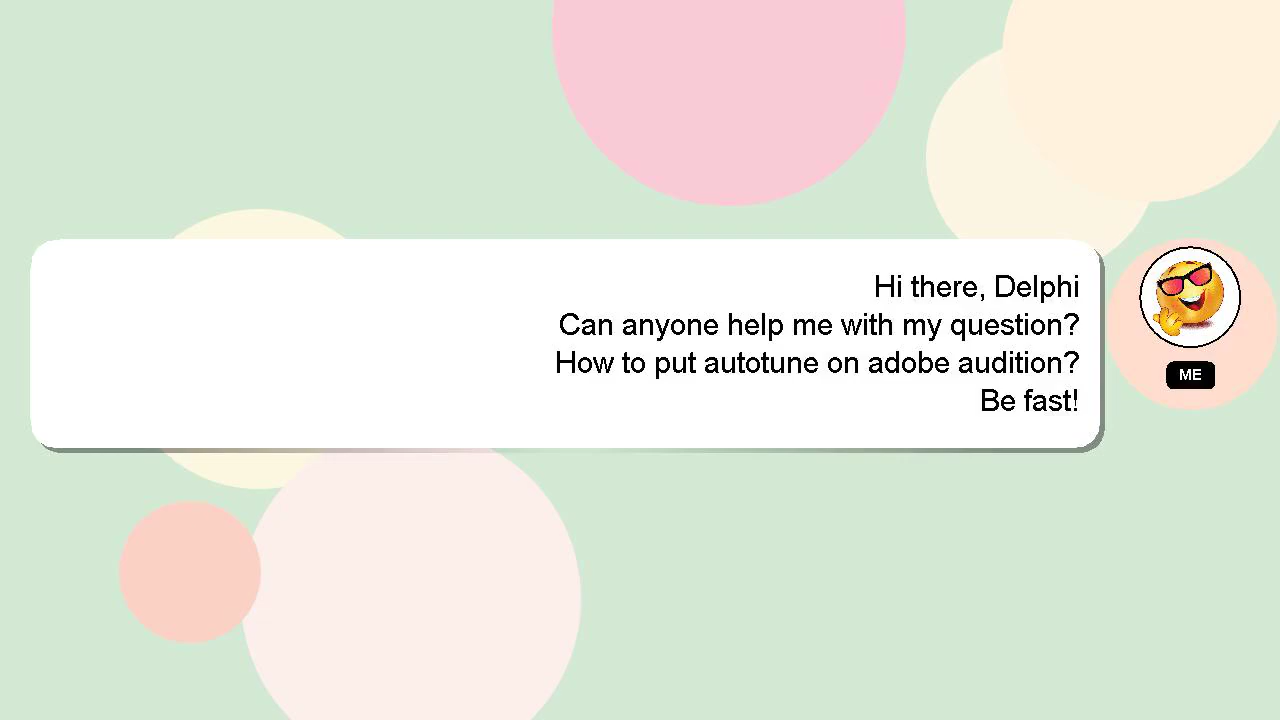 Hi there, Delphi
Can anyone help me with my question?
How to put autotune on adobe audition?
Be fast!
ME